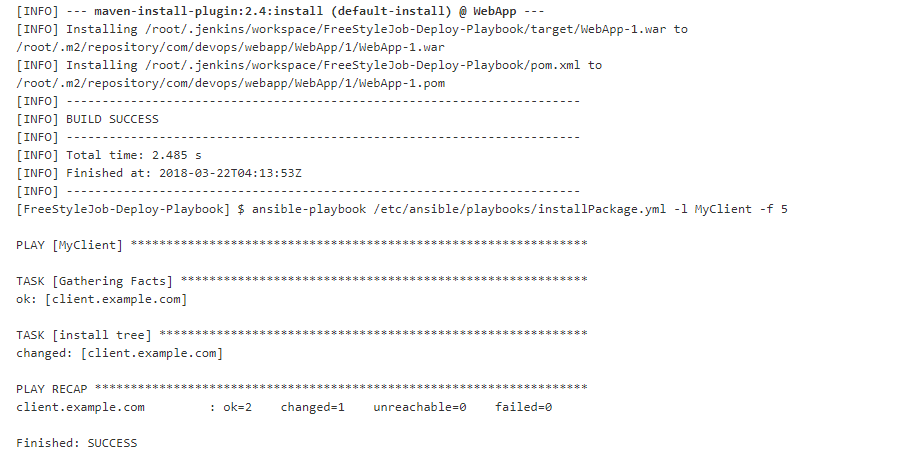 [INFO] --- maven-install-plugin:2.4:install (default-install) @ WebApp ---
[INFO] Installing /root/.jenkins/workspace/FreeStyleJob-Deploy-Playbook/target/WebApp-1.war to
/root/.m2/repository/com/devops/webapp/WebApp/1/WebApp-1.war
[INFO] Installing /root/.jenkins/workspace/FreeStyleJob-Deploy-Playbook/pom.xml to
/root/.m2/repository/com/devops/webapp/WebApp/1/WebApp-1.pom
[INFO] ------------------------------------------------------------------------
[INFO] BUILD SUCCESS
[INFO] ------------------------------------------------------------------------
[INFO] Total time: 2.485 s
[INFO] Finished at: 2018-03-22T04:13:53Z
[INFO] ------------------------------------------------------------------------
[FreeStyleJob-Deploy-Playbook] $ ansible-playbook /etc/ansible/playbooks/installPackage.yml -l MyClient -f 5
PLAY [MyClient] ****************************************************************
TASK [Gathering Facts] *********************************************************
ok: [client.example.com]
TASK [install tree] ************************************************************
changed: [client.example.com]
PLAY RECAP *********************************************************************
client.example.com         : ok=2    changed=1    unreachable=0    failed=0
Finished: SUCCESS